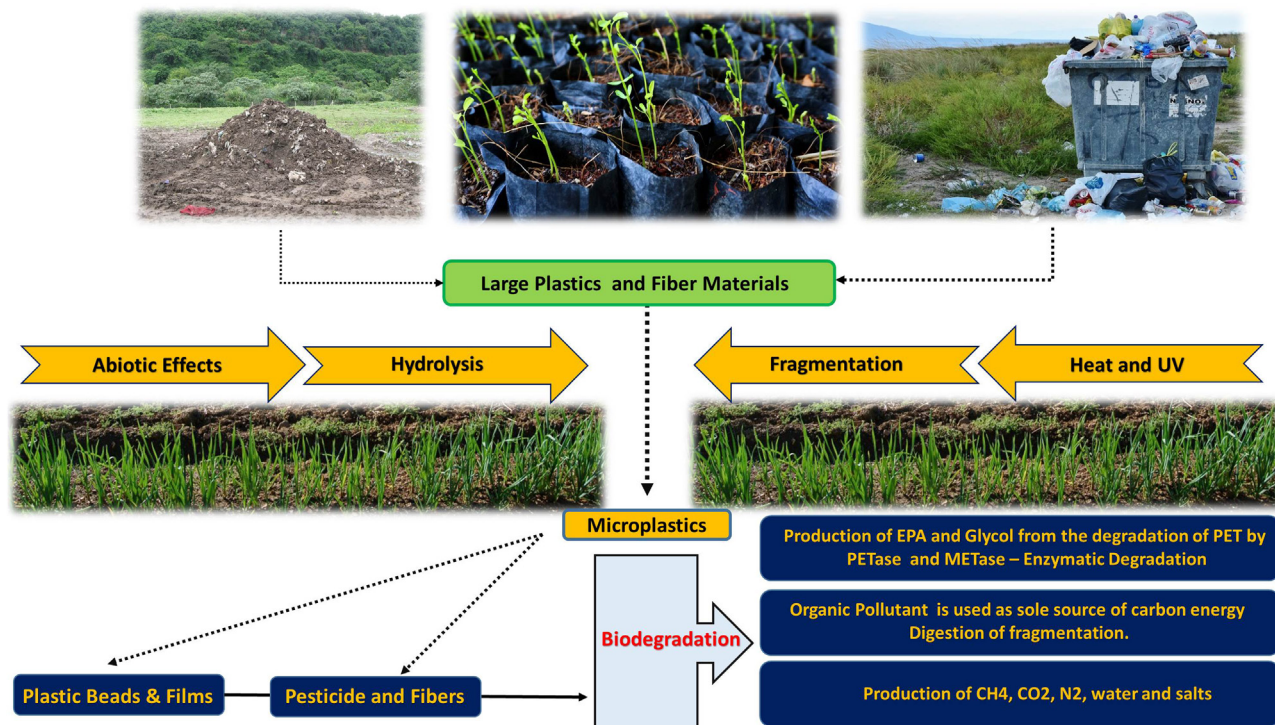 Large Plastics and Fiber Materials
Abiotic Effects
Hydrolysis
Fragmentation
Heat and UV
Microplastics
Production of EPA and Glycol from the degradation of PET by
PETase and METase – Enzymatic Degradation
Organic Pollutant is used as sole source of carbon energy
Digestion of fragmentation.
Biodegradation
Plastic Beads & Films
Pesticide and Fibers
Production of CH4, CO2, N2, water and salts